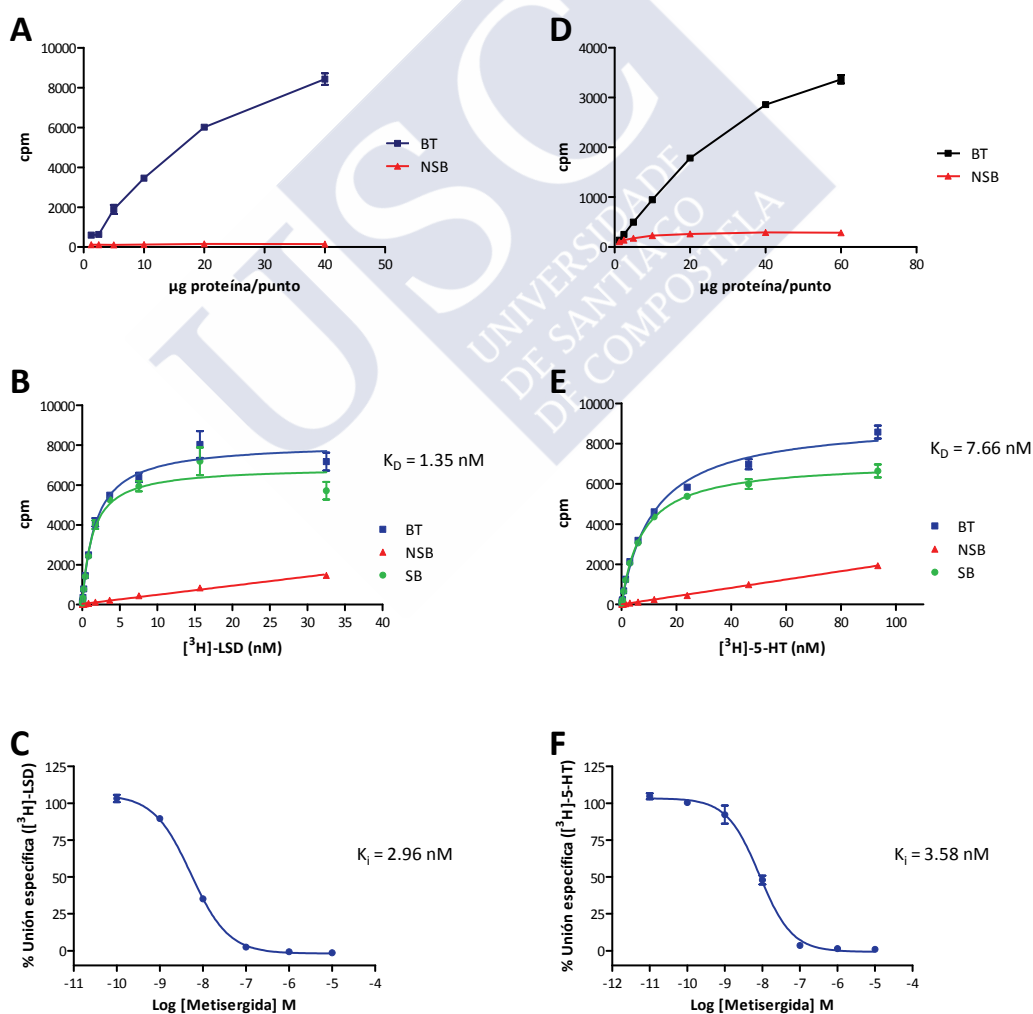 A
10000
8000
6000
4000
2000
0
cpm
0 10 20 30 40 50
µg proteína/punto
BT
NSB
D
4000
3000
2000
1000
0
cpm
0 20 40 60 80
µg proteína/punto
BT
NSB
USC
UNIVERSIDADE
DE SANTIAGO
DE COMPOSTELA
B
10000
8000
6000
4000
2000
0
cpm
0 5 10 15 20 25 30 35 40
[³H]-LSD (nM)
K_D = 1.35 nM
BT
NSB
SB
E
10000
8000
6000
4000
2000
0
cpm
0 20 40 60 80 100
[³H]-5-HT (nM)
K_D = 7.66 nM
BT
NSB
SB
C
125
100
75
50
25
0
% Unión específica ([³H]-LSD)
-11 -10 -9 -8 -7 -6 -5 -4
Log [Metisergida] M
K_i = 2.96 nM
F
125
100
75
50
25
0
% Unión específica ([³H]-5-HT)
-12 -11 -10 -9 -8 -7 -6 -5 -4
Log [Metisergida] M
K_i = 3.58 nM